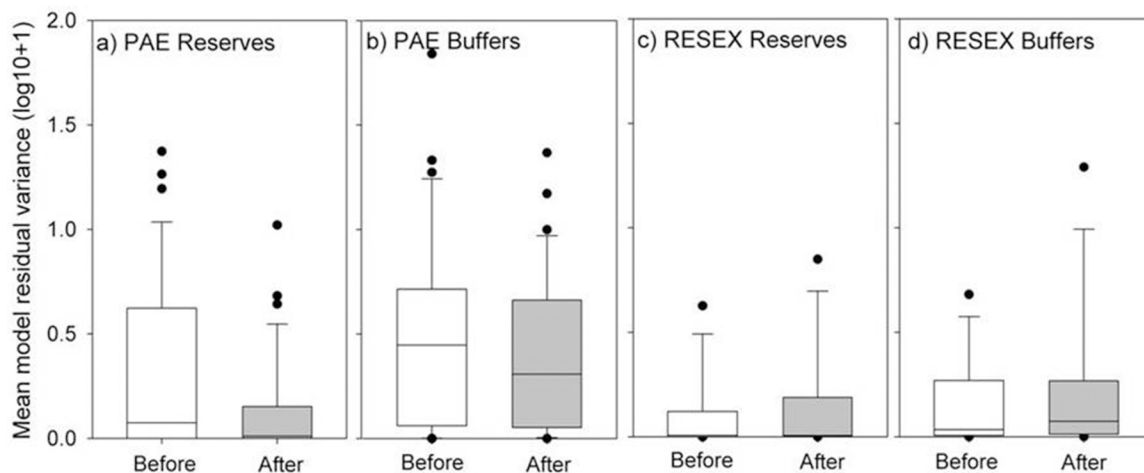 Mean model residual variance (log10+1)
2.0
1.5
1.0
0.5
0.0
a) PAE Reserves
b) PAE Buffers
c) RESEX Reserves
d) RESEX Buffers
Before After
Before After
Before After
Before After